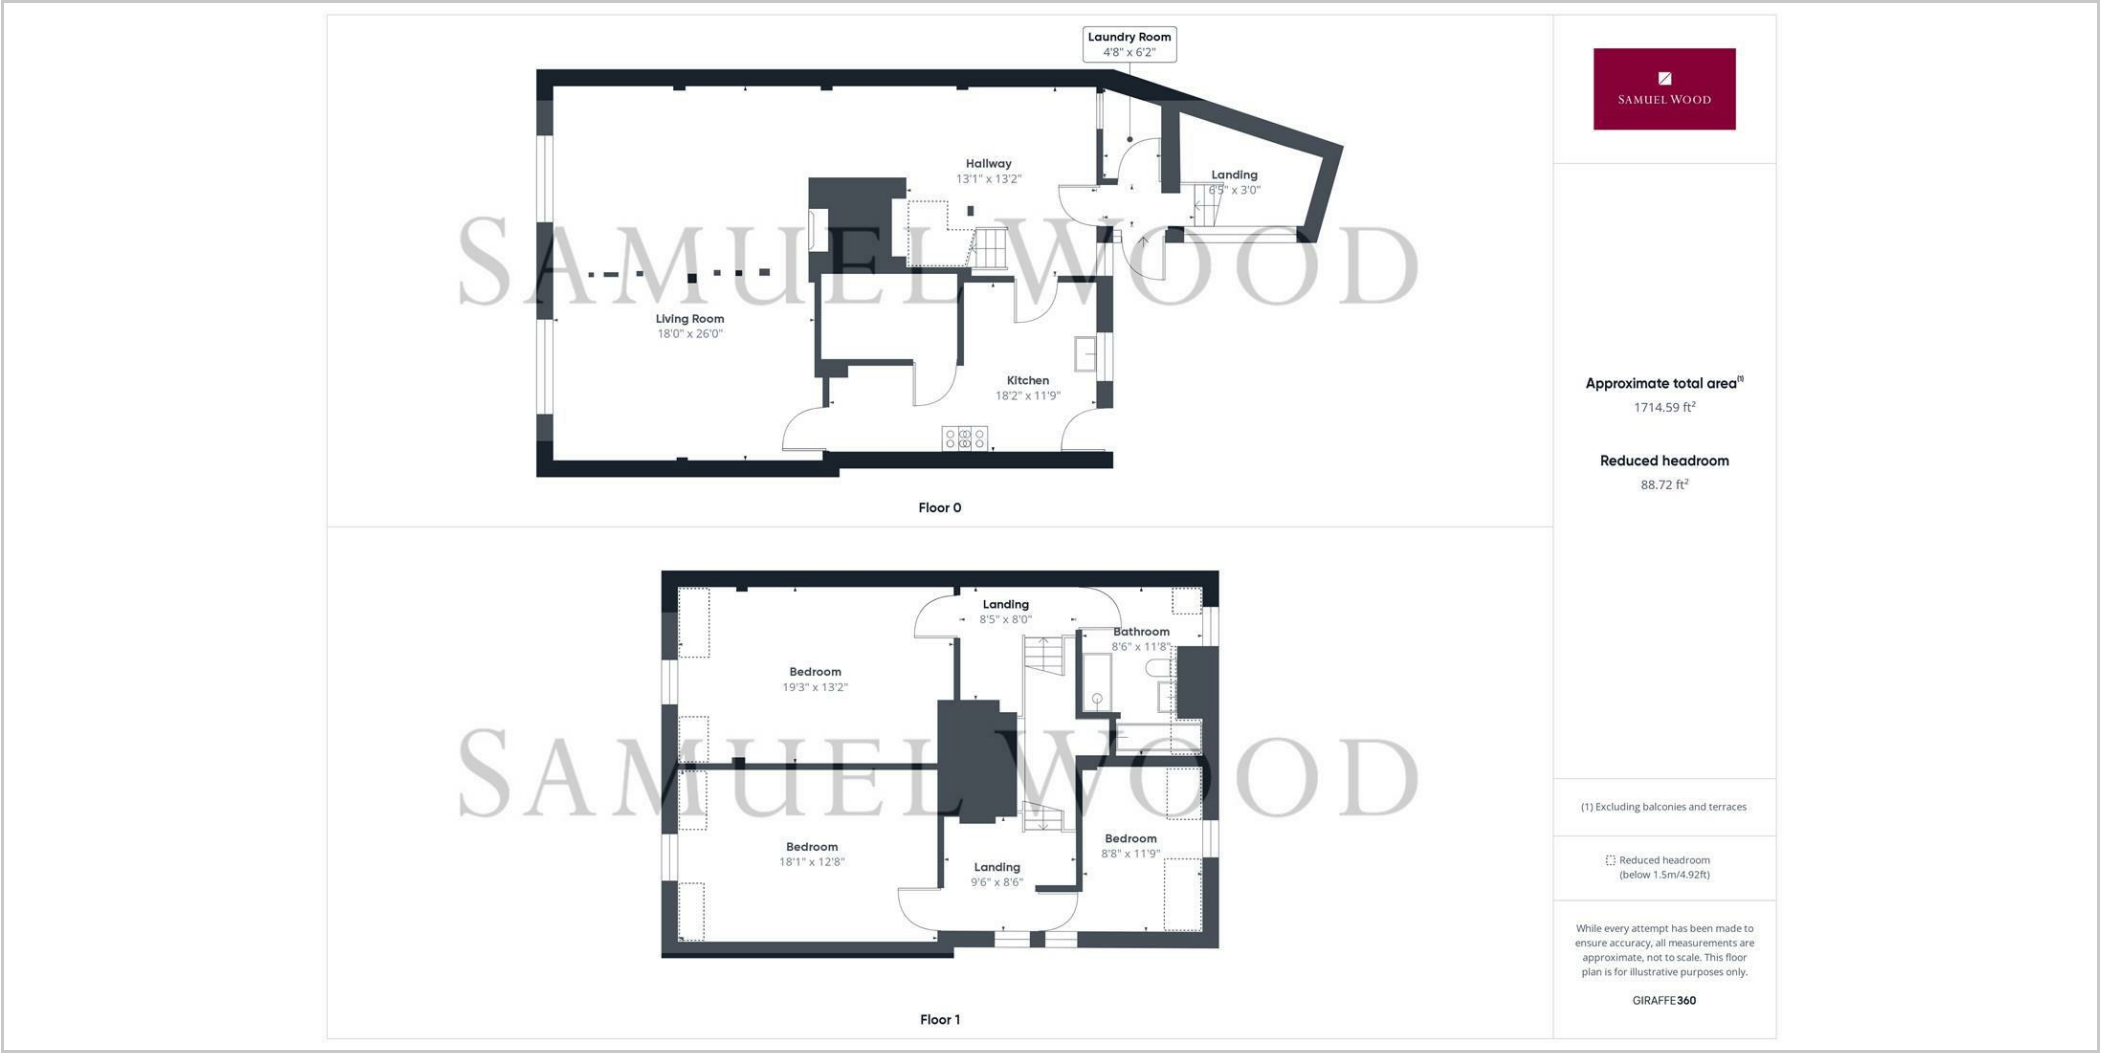 Laundry Room
4'8" x 6'2"
Hallway
13'1" x 13'2"
Landing
6'5" x 3'0"
SAMUEL WOOD
Living Room
18'0" x 26'0"
Kitchen
18'2" x 11'9"
Floor 0
Landing
8'5" x 8'0"
Bathroom
8'6" x 11'8"
Bedroom
19'3" x 13'2"
SAMUEL WOOD
Bedroom
18'1" x 12'8"
Bedroom
8'8" x 11'9"
Landing
9'6" x 8'6"
Floor 1
SAMUEL WOOD
Approximate total area(1)
1714.59 ft²
Reduced headroom
88.72 ft²
(1) Excluding balconies and terraces
Reduced headroom
(below 1.5m/4.92ft)
While every attempt has been made to
ensure accuracy, all measurements are
approximate, not to scale. This floor
plan is for illustrative purposes only.
GIRAFFE360